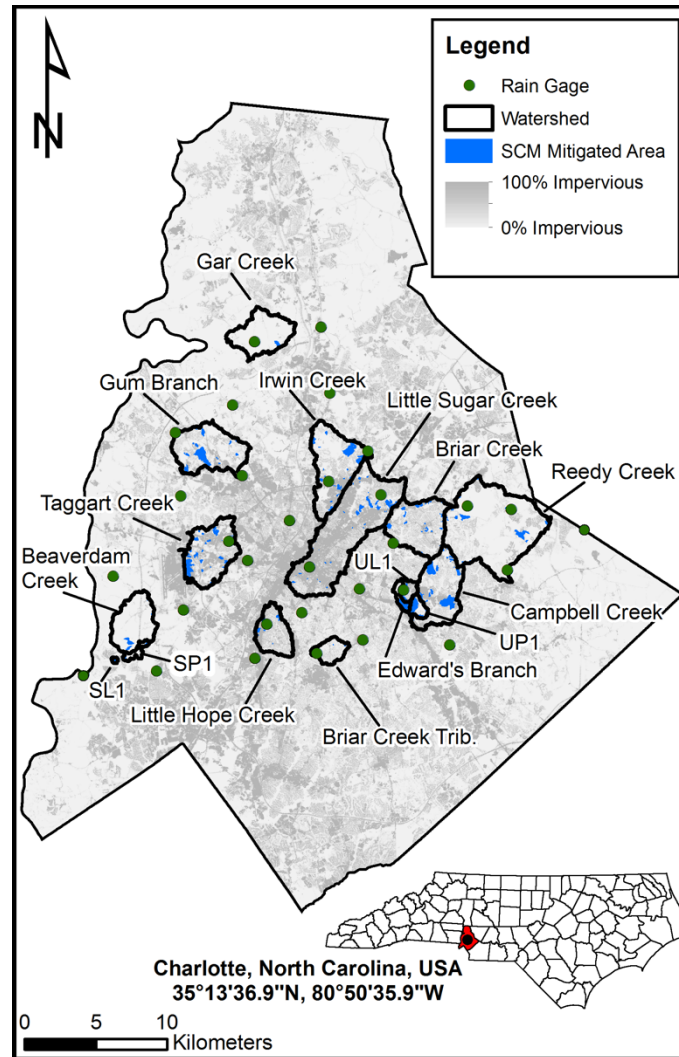 N
Legend
Rain Gage
Watershed
SCM Mitigated Area
100% Impervious
0% Impervious
Gar Creek
Irwin Creek
Gum Branch
Little Sugar Creek
Briar Creek
Reedy Creek
Taggart Creek
Beaverdam
Creek
UL1
Campbell Creek
UP1
SP1
Edward's Branch
SL1
Little Hope Creek
Briar Creek Trib.
Charlotte, North Carolina, USA
35°13'36.9"N, 80°50'35.9"W
0 5 10
Kilometers